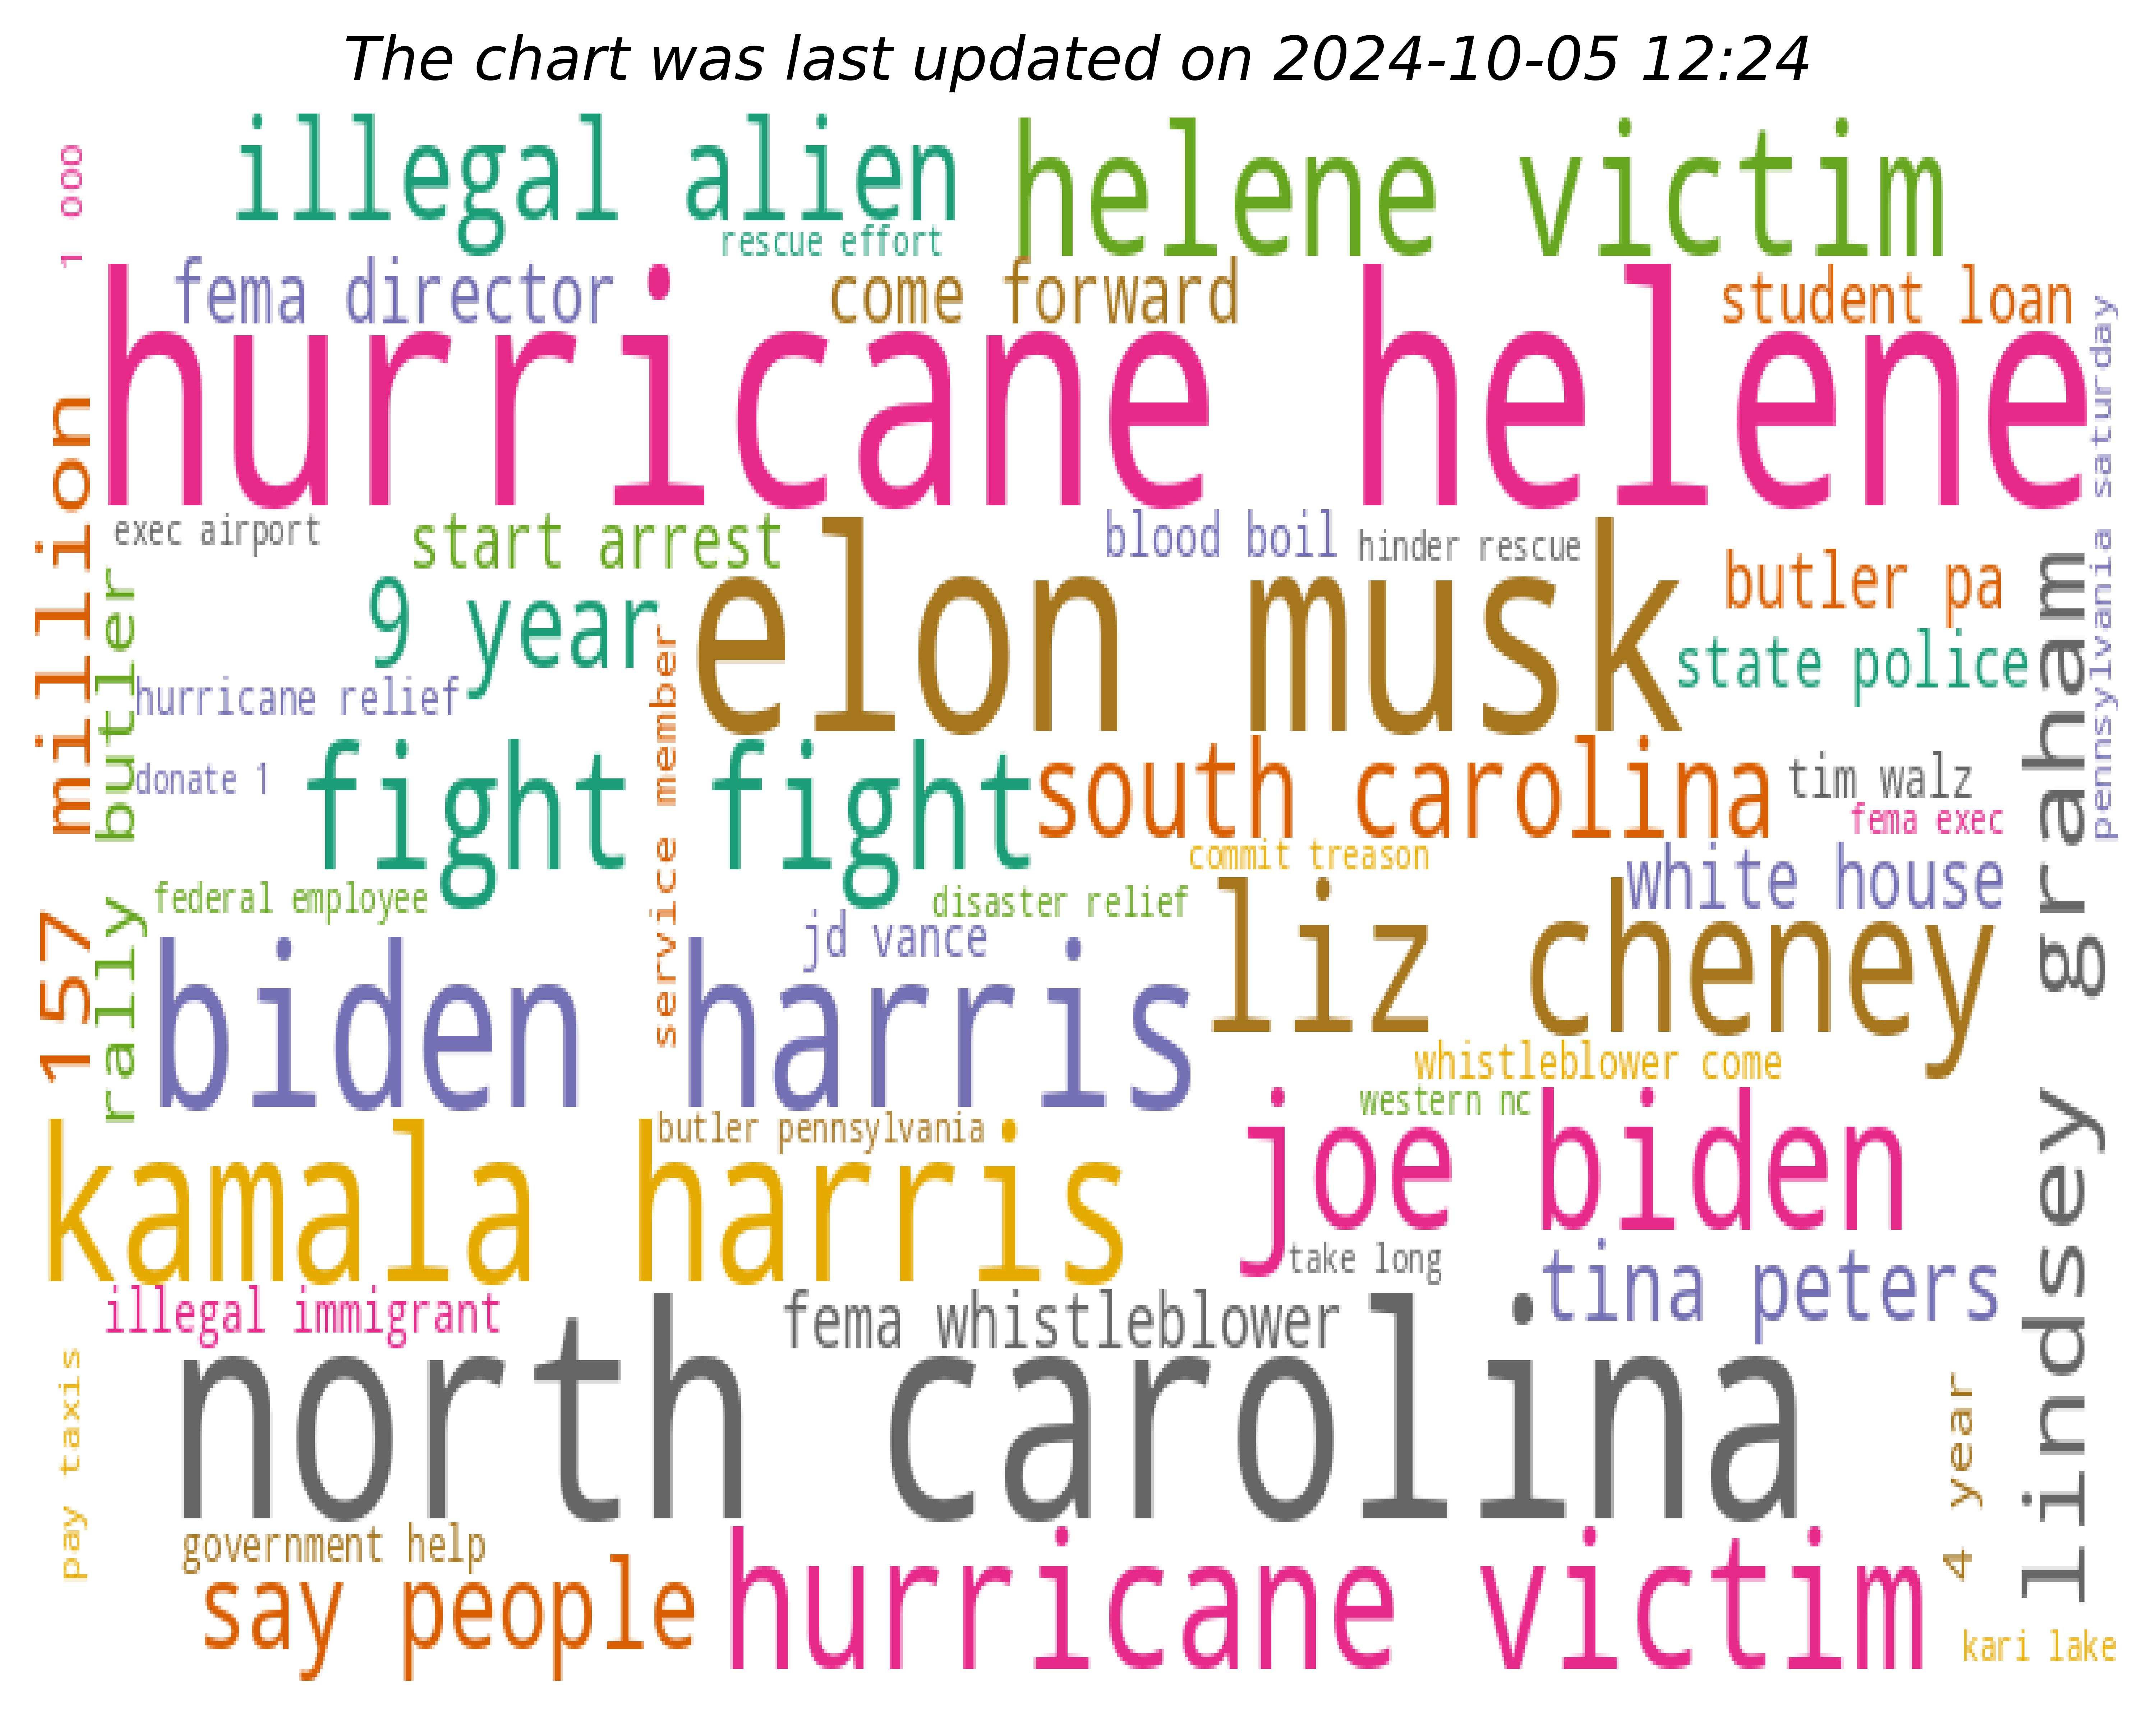 The chart was last updated on 2024-10-05 12:24
1 000
illegal alien
helene victim
rescue effort
fema director
come forward
student loan
hurricane helene
pennsylvania saturday
157 million
exec airport
start arrest
blood boil
hinder rescue
elon musk
butler pa
9 year
state police
rally butler
hurricane relief
service member
lindsey graham
fight fight
south carolina
donate 1
tim walz
fema exec
commit treason
white house
federal employee
disaster relief
jd vance
liz cheney
biden harris
whistleblower come
western nc
joe biden
butler pennsylvania
kamala harris
take long
tina peters
illegal immigrant
fema whistleblower
north carolina
pay taxis
4 year
government help
say people
hurricane victim
kari lake